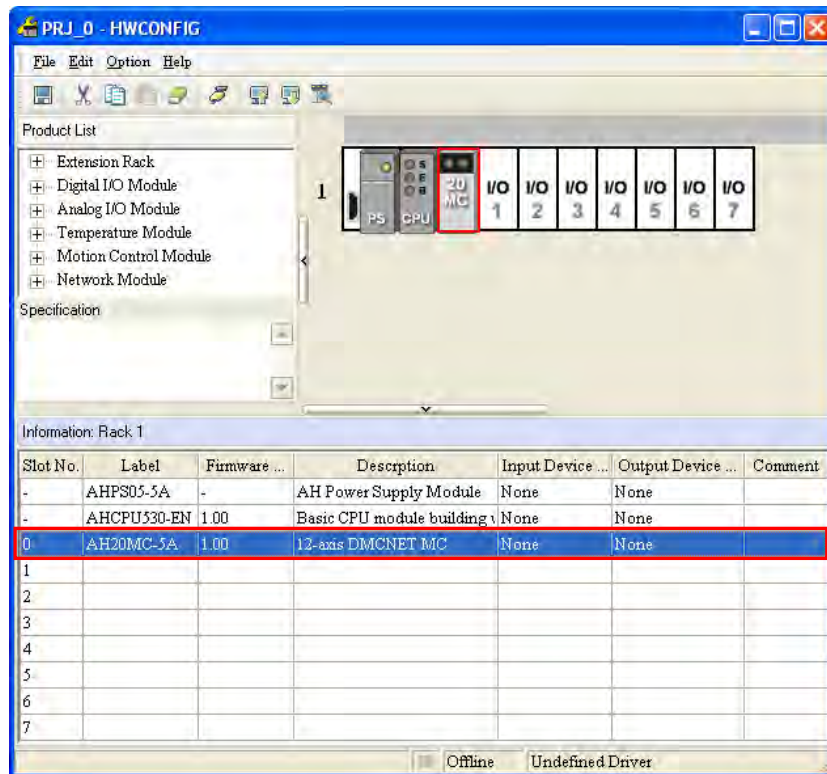 PRJ_0 - HWCONFIG
File Edit Option Help
Product List
Extension Rack
Digital I/O Module
Analog I/O Module
Temperature Module
Motion Control Module
Network Module
Specification
1
PS
CPU
20 MC
I/O 1
I/O 2
I/O 3
I/O 4
I/O 5
I/O 6
I/O 7
Information: Rack 1
Slot No. Label Firmware ... Descrption Input Device ... Output Device ... Comment
- AHPS05-5A - AH Power Supply Module None None
- AHCPU530-EN 1.00 Basic CPU module building None None
0 AH20MC-5A 1.00 12-axis DMCNET MC None None
1
2
3
4
5
6
7
Offline Undefined Driver